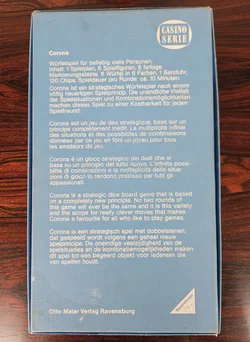 CASINO
SERIE
Corona
Würfelspiel für beliebig viele Personen.
Inhalt: 1 Spielplan, 6 Spielfiguren, 6 farbige
Markierungssteine, 6 Würfel in 6 Farben, 1 Sanduhr,
100 Chips. Spieldauer pro Runde: ca. 10 Minuten.
Corona ist ein strategisches Würfelspiel nach einem
völlig neuartigen Spielprinzip. Die unendliche Vielfalt
der Spielsituationen und Kombinationsmöglichkeiten
machen dieses Spiel zu einer Kostbarkeit für jeden
Spielfreund.
Corona est un jeu de dés stratégique, basé sur un
principe complètement inédit. La multiplicité infinie
des situations et des possibilités de combinaisons
données par ce jeu en font un joyau pour tous
les amateurs de jeu.
Corona è un gioco strategico dei dadi che si
basa su un principio del tutto nuovo. L'infinita possi-
bilità di combinazioni e la molteplicità delle situa-
zioni di gioco lo rendono prezioso per tutti gli
appassionati.
Corona is a strategic dice board game that is based
on a completely new principle. No two rounds of
this game will ever be the same and it is this variety
and the scope for really clever moves that makes
Corona a favourite for all who like to play games.
Corona is een strategisch spel met dobbelstenen,
dat gespeeld wordt volgens een geheel nieuw
spelprincipe. De oneindige veelzijdigheid van de
spelsituaties en de kombinatiemogelijkheden maken
dit spel tot een begeerd objekt voor iedereen die
van spellen houdt.
Otto Maier Verlag Ravensburg
Ravensburger